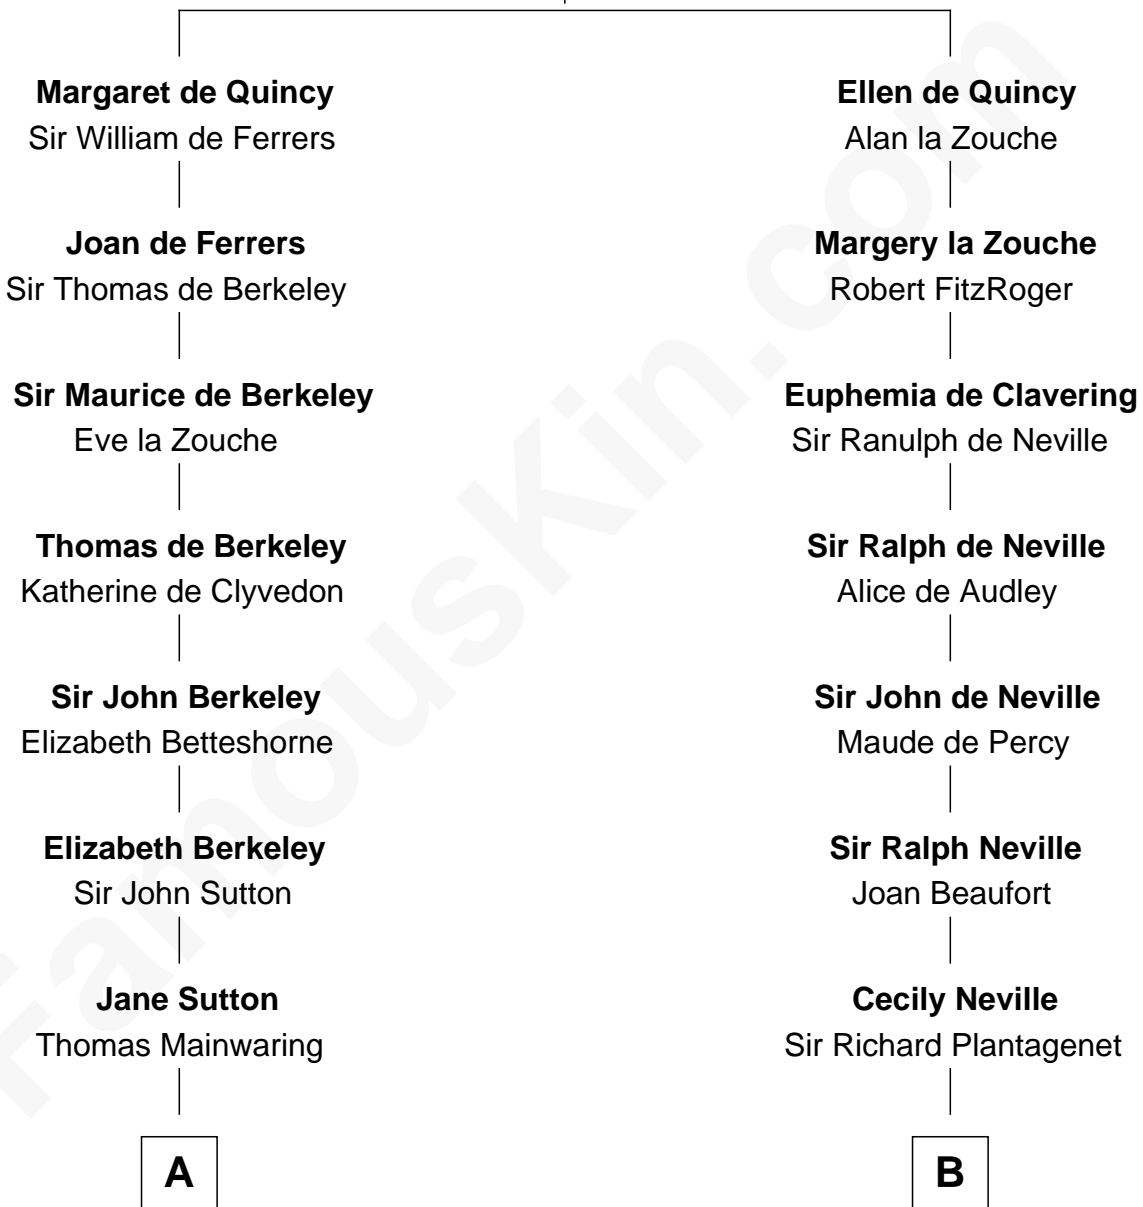 Margaret de Quincy
Sir William de Ferrers
Joan de Ferrers
Sir Thomas de Berkeley
Sir Maurice de Berkeley
Eve la Zouche
Thomas de Berkeley
Katherine de Clyvedon
Sir John Berkeley
Elizabeth Betteshorne
Elizabeth Berkeley
Sir John Sutton
Jane Sutton
Thomas Mainwaring
A
Ellen de Quincy
Alan la Zouche
Margery la Zouche
Robert FitzRoger
Euphemia de Clavering
Sir Ranulph de Neville
Sir Ralph de Neville
Alice de Audley
Sir John de Neville
Maude de Percy
Sir Ralph Neville
Joan Beaufort
Cecily Neville
Sir Richard Plantagenet
B
FamousKin.com